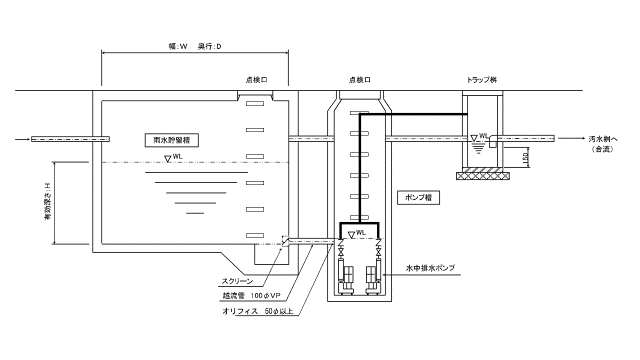 幅：W　奥行：D
点検口
点検口
トラップ桝
雨水貯留槽
WL
WL
汚水桝へ
（合流）
150
有効深さ：H
ポンプ槽
WL
水中排水ポンプ
スクリーン
越流管　100φVP
オリフィス　50φ以上